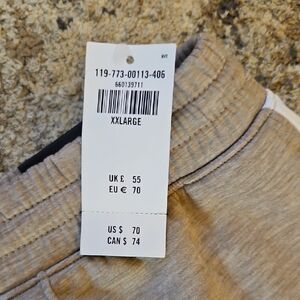 119-773-00113-406
660139711
XXLARGE
UK £ 55
EU € 70
US $ 70
CAN $ 74